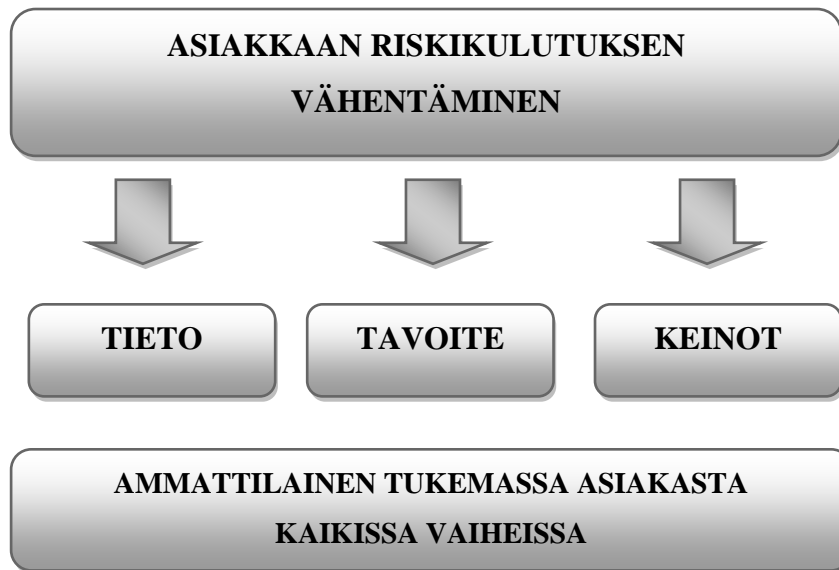 ASIAKKAAN RISKIKULUTUKSEN
VÄHENTÄMINEN
TIETO
TAVOITE
KEINOT
AMMATTILAINEN TUKEMASSA ASIAKASTA
KAIKISSA VAIHEISSA